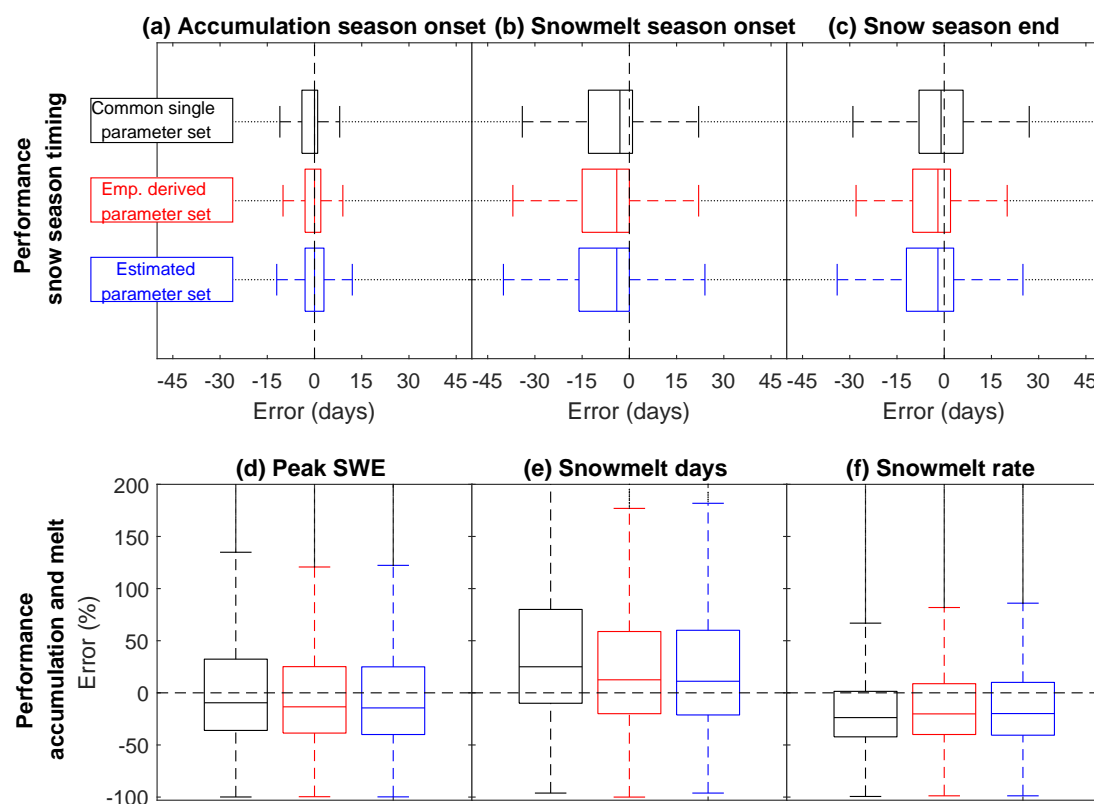 (a) Accumulation season onset (b) Snowmelt season onset (c) Snow season end
Performance
snow season timing
Common single
parameter set
Emp. derived
parameter set
Estimated
parameter set
-45 -30 -15 0 15 30 45 -45 -30 -15 0 15 30 45 -45 -30 -15 0 15 30 45
Error (days) Error (days) Error (days)
(d) Peak SWE (e) Snowmelt days (f) Snowmelt rate
Performance
accumulation and melt
Error (%)
200
150
100
50
0
-50
-100